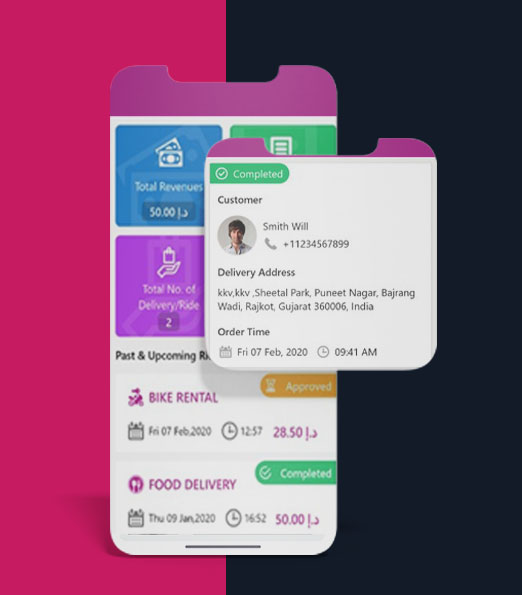 Total Revenues
50.00 د.إ
Total No. of
Delivery/Ride
2
Past & Upcoming Ri
Approved
BIKE RENTAL
Fri 07 Feb,2020 12:57 28.50 د.إ
Completed
FOOD DELIVERY
Thu 09 Jan,2020 16:52 50.00 د.إ
Completed
Customer
Smith Will
+11234567899
Delivery Address
kkv,kkv ,Sheetal Park, Puneet Nagar, Bajrang
Wadi, Rajkot, Gujarat 360006, India
Order Time
Fri 07 Feb, 2020 09:41 AM